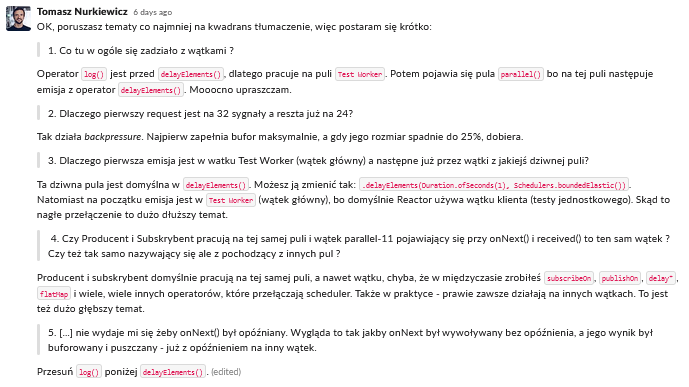 Tomasz Nurkiewicz 6 days ago
OK, poruszasz tematy co najmniej na kwadrans tłumaczenie, więc postaram się krótko:
1. Co tu w ogóle się zadziało z wątkami ?
Operator log() jest przed delayElements(), dlatego pracuje na puli Test Worker. Potem pojawia się pula parallel() bo na tej puli następuje
emisja z operator delayElements(). Mooocno upraszczam.
2. Dlaczego pierwszy request jest na 32 sygnały a reszta już na 24?
Tak działa backpressure. Najpierw zapełnia bufor maksymalnie, a gdy jego rozmiar spadnie do 25%, dobiera.
3. Dlaczego pierwsza emisja jest w watku Test Worker (wątek główny) a następne już przez wątki z jakiejś dziwnej puli?
Ta dziwna pula jest domyślna w delayElements(). Możesz ją zmienić tak: .delayElements(Duration.ofSeconds(1), Schedulers.boundedElastic()).
Natomiast na początku emisja jest w Test Worker (wątek główny), bo domyślnie Reactor używa wątku klienta (testy jednostkowego). Skąd to
nagłe przełączenie to dużo dłuższy temat.
4. Czy Producent i Subskrybent pracują na tej samej puli i wątek parallel-11 pojawiający się przy onNext() i received() to ten sam wątek ?
Czy też tak samo nazywający się ale z pochodzący z innych pul ?
Producent i subskrybent domyślnie pracują na tej samej puli, a nawet wątku, chyba, że w międzyczasie zrobiłeś subscribeOn, publishOn, delay*,
flatMap i wiele, wiele innych operatorów, które przełączają scheduler. Także w praktyce - prawie zawsze działają na innych wątkach. To jest
też dużo głębszy temat.
5. [...] nie wydaje mi się żeby onNext() był opóźniany. Wygląda to tak jakby onNext był wywoływany bez opóźnienia, a jego wynik był
buforowany i puszczany - już z opóźnieniem na inny wątek.
Przesuń log() poniżej delayElements(). (edited)